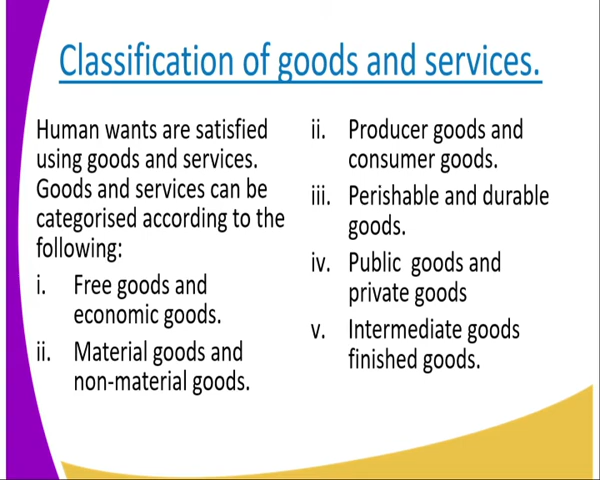 Classification of goods and services.
Human wants are satisfied
using goods and services.
Goods and services can be
categorised according to the
following:
i. Free goods and
economic goods.
ii. Material goods and
non-material goods.
ii. Producer goods and
consumer goods.
iii. Perishable and durable
goods.
iv. Public goods and
private goods
v. Intermediate goods
finished goods.